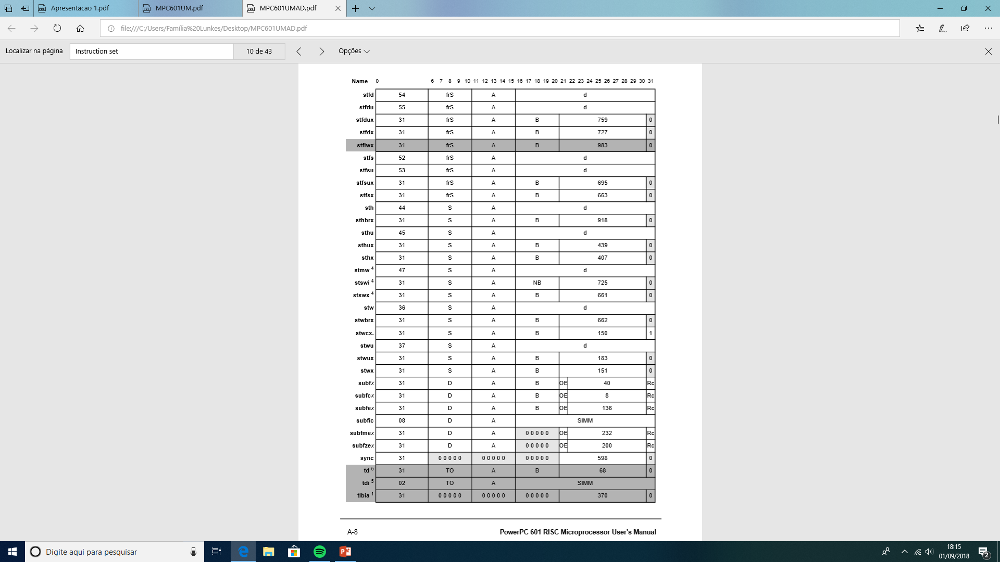 Apresentacao 1.pdf
MPC601UM.pdf
MPC601UMAD.pdf
file:///C:/Users/Família%20Lunkes/Desktop/MPC601UMAD.pdf
Localizar na página
Instruction set
10 de 43
Opções
Name 0 6 7 8 9 10 11 12 13 14 15 16 17 18 19 20 21 22 23 24 25 26 27 28 29 30 31
stfd 54 frS A d
stfdu 55 frS A d
stfdux 31 frS A B 759 0
stfdx 31 frS A B 727 0
stfiwx 31 frS A B 983 0
stfs 52 frS A d
stfsu 53 frS A d
stfsux 31 frS A B 695 0
stfsx 31 frS A B 663 0
sth 44 S A d
sthbrx 31 S A B 918 0
sthu 45 S A d
sthux 31 S A B 439 0
sthx 31 S A B 407 0
stmw 4 47 S A d
stswi 4 31 S A NB 725 0
stswx 4 31 S A B 661 0
stw 36 S A d
stwbrx 31 S A B 662 0
stwcx. 31 S A B 150 1
stwu 37 S A d
stwux 31 S A B 183 0
stwx 31 S A B 151 0
subfx 31 D A B OE 40 Rc
subfcx 31 D A B OE 8 Rc
subfex 31 D A B OE 136 Rc
subfic 08 D A SIMM
subfmex 31 D A 0 0 0 0 0 OE 232 Rc
subfzex 31 D A 0 0 0 0 0 OE 200 Rc
sync 31 0 0 0 0 0 0 0 0 0 0 0 0 0 0 0 598 0
td 5 31 TO A B 68 0
tdi 5 02 TO A SIMM
tlbia 1 31 0 0 0 0 0 0 0 0 0 0 0 0 0 0 0 370 0
A-8
PowerPC 601 RISC Microprocessor User's Manual
Digite aqui para pesquisar
18:15
01/09/2018
2